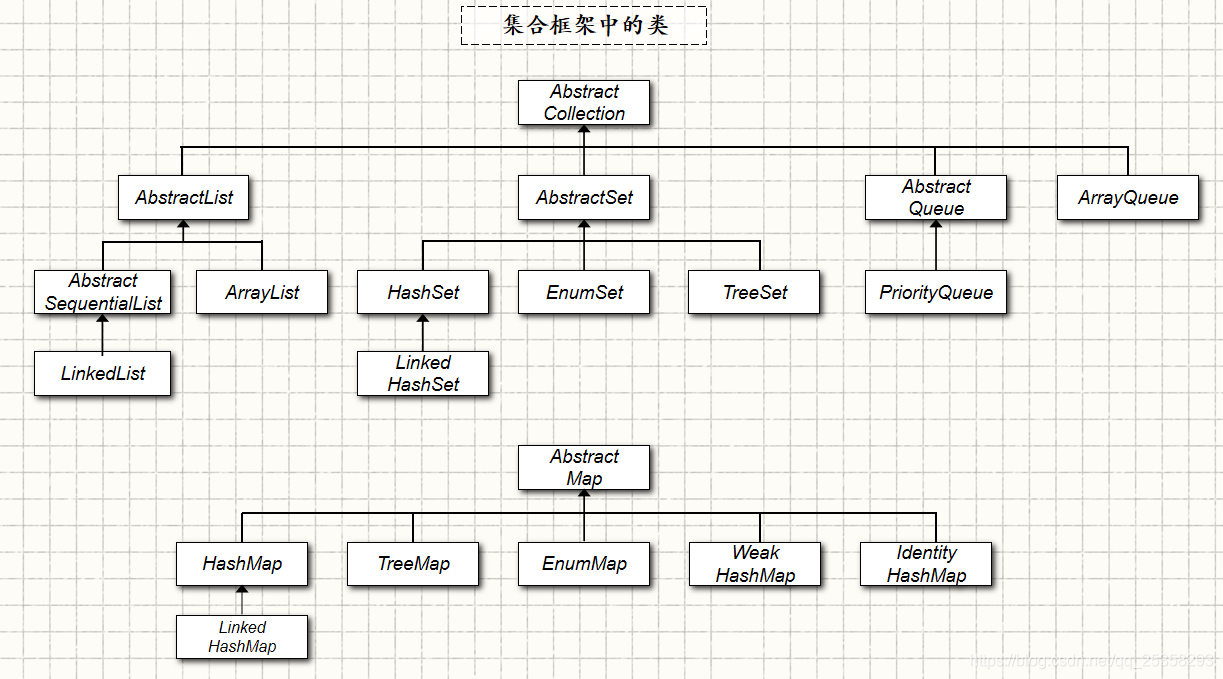 集合框架中的类
Abstract
Collection
AbstractList
AbstractSet
Abstract
Queue
ArrayQueue
Abstract
SequentialList
ArrayList
HashSet
EnumSet
TreeSet
PriorityQueue
LinkedList
Linked
HashSet
Abstract
Map
HashMap
TreeMap
EnumMap
Weak
HashMap
Identity
HashMap
Linked
HashMap
https://blog.csdn.net/qq_25358293